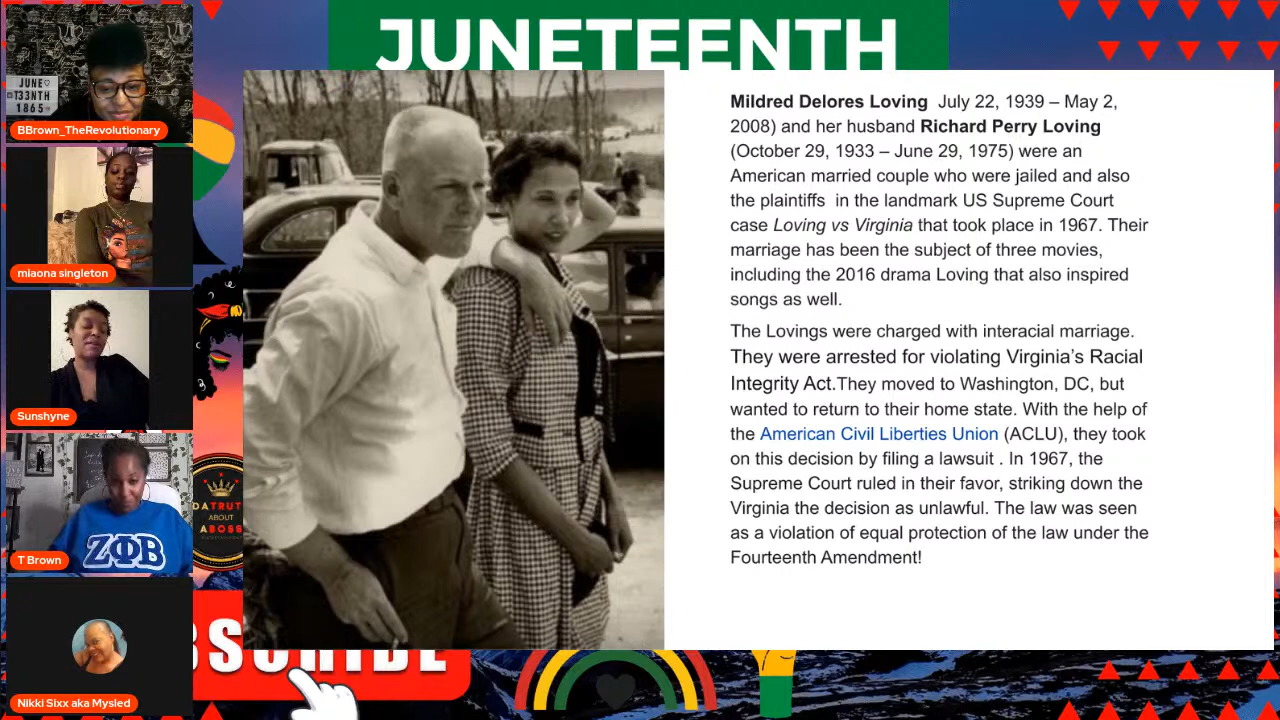 JUNETEENTH
JUNE
T33NTH
1865
BBrown_TheRevolutionary
miaona singleton
Sunshyne
ΖΦΒ
T Brown
Nikki Sixx aka Mysled
DA TRUTH
ABOUT
A BOSS
Mildred Delores Loving July 22, 1939 – May 2,
2008) and her husband Richard Perry Loving
(October 29, 1933 – June 29, 1975) were an
American married couple who were jailed and also
the plaintiffs in the landmark US Supreme Court
case Loving vs Virginia that took place in 1967. Their
marriage has been the subject of three movies,
including the 2016 drama Loving that also inspired
songs as well.
The Lovings were charged with interacial marriage.
They were arrested for violating Virginia's Racial
Integrity Act.They moved to Washington, DC, but
wanted to return to their home state. With the help of
the American Civil Liberties Union (ACLU), they took
on this decision by filing a lawsuit . In 1967, the
Supreme Court ruled in their favor, striking down the
Virginia the decision as unlawful. The law was seen
as a violation of equal protection of the law under the
Fourteenth Amendment!